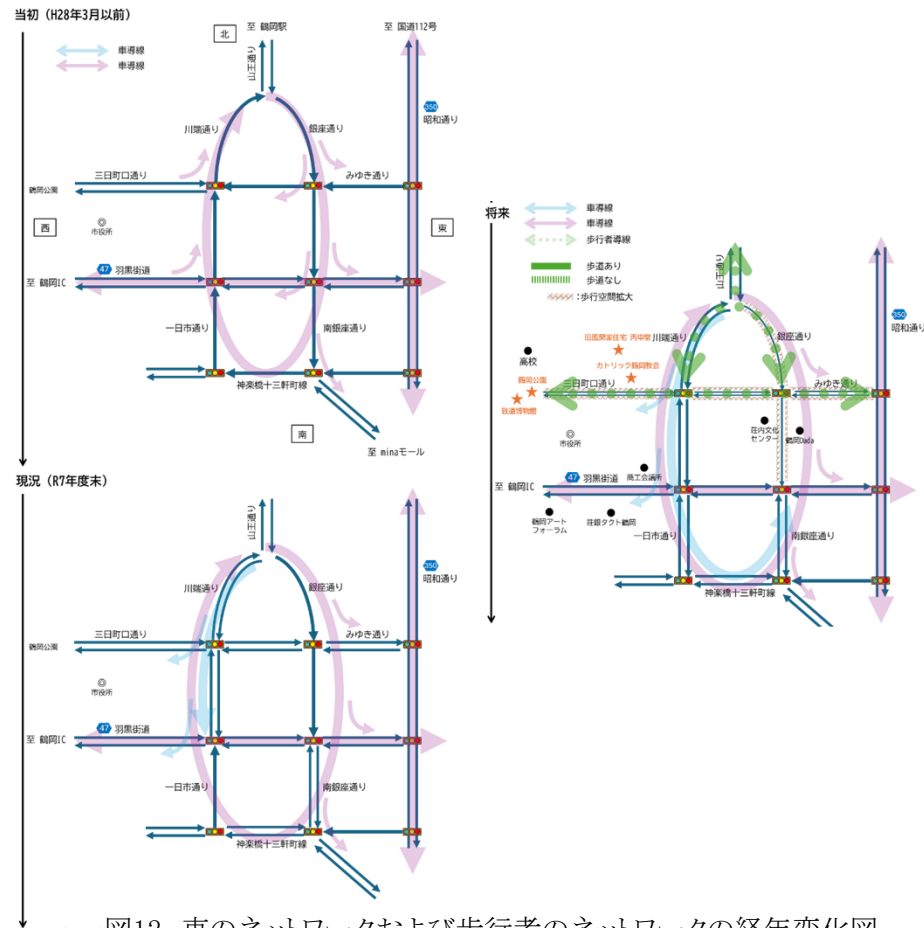 当初(H28年3月以前)
車導線
車導線
北
至 鶴岡駅
至 国道112号
山王通り
350
昭和通り
川端通り
銀座通り
三日町口通り
みゆき通り
鶴岡公園
西
◎
市役所
東
47 羽黒街道
至 鶴岡IC
一日市通り
南銀座通り
神楽橋十三軒町線
南
至 minaモール
現況(R7年度末)
山王通り
350
昭和通り
川端通り
銀座通り
三日町口通り
みゆき通り
鶴岡公園
◎
市役所
47 羽黒街道
至 鶴岡IC
一日市通り
南銀座通り
神楽橋十三軒町線
将来
車導線
車導線
歩行者導線
歩道あり
歩道なし
:歩行空間拡大
山王通り
350
昭和通り
旧風間家住宅 丙申堂
川端通り
銀座通り
高校
カトリック鶴岡教会
鶴岡公園
三日町口通り
みゆき通り
致道博物館
◎
市役所
荘内文化
センター
鶴岡Dada
商工会議所
47 羽黒街道
至 鶴岡IC
鶴岡アート
フォーラム
荘銀タクト鶴岡
一日市通り
南銀座通り
神楽橋十三軒町線
図12 車のネットワークおよび歩行者のネットワークの経年変化図